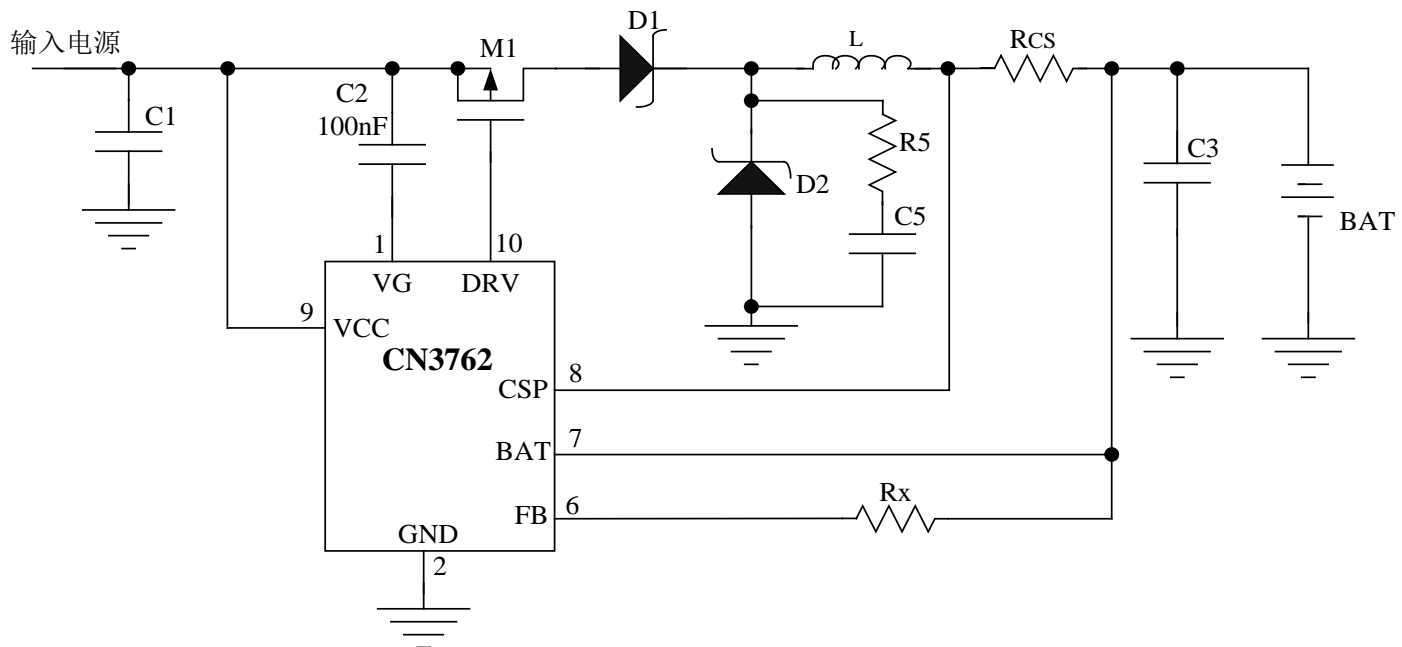 输入电源
C1
C2
100nF
M1
D1
L
RCS
D2
R5
C5
C3
BAT
1
10
VG
DRV
9
VCC
CN3762
CSP
8
BAT
7
FB
6
Rx
GND
2